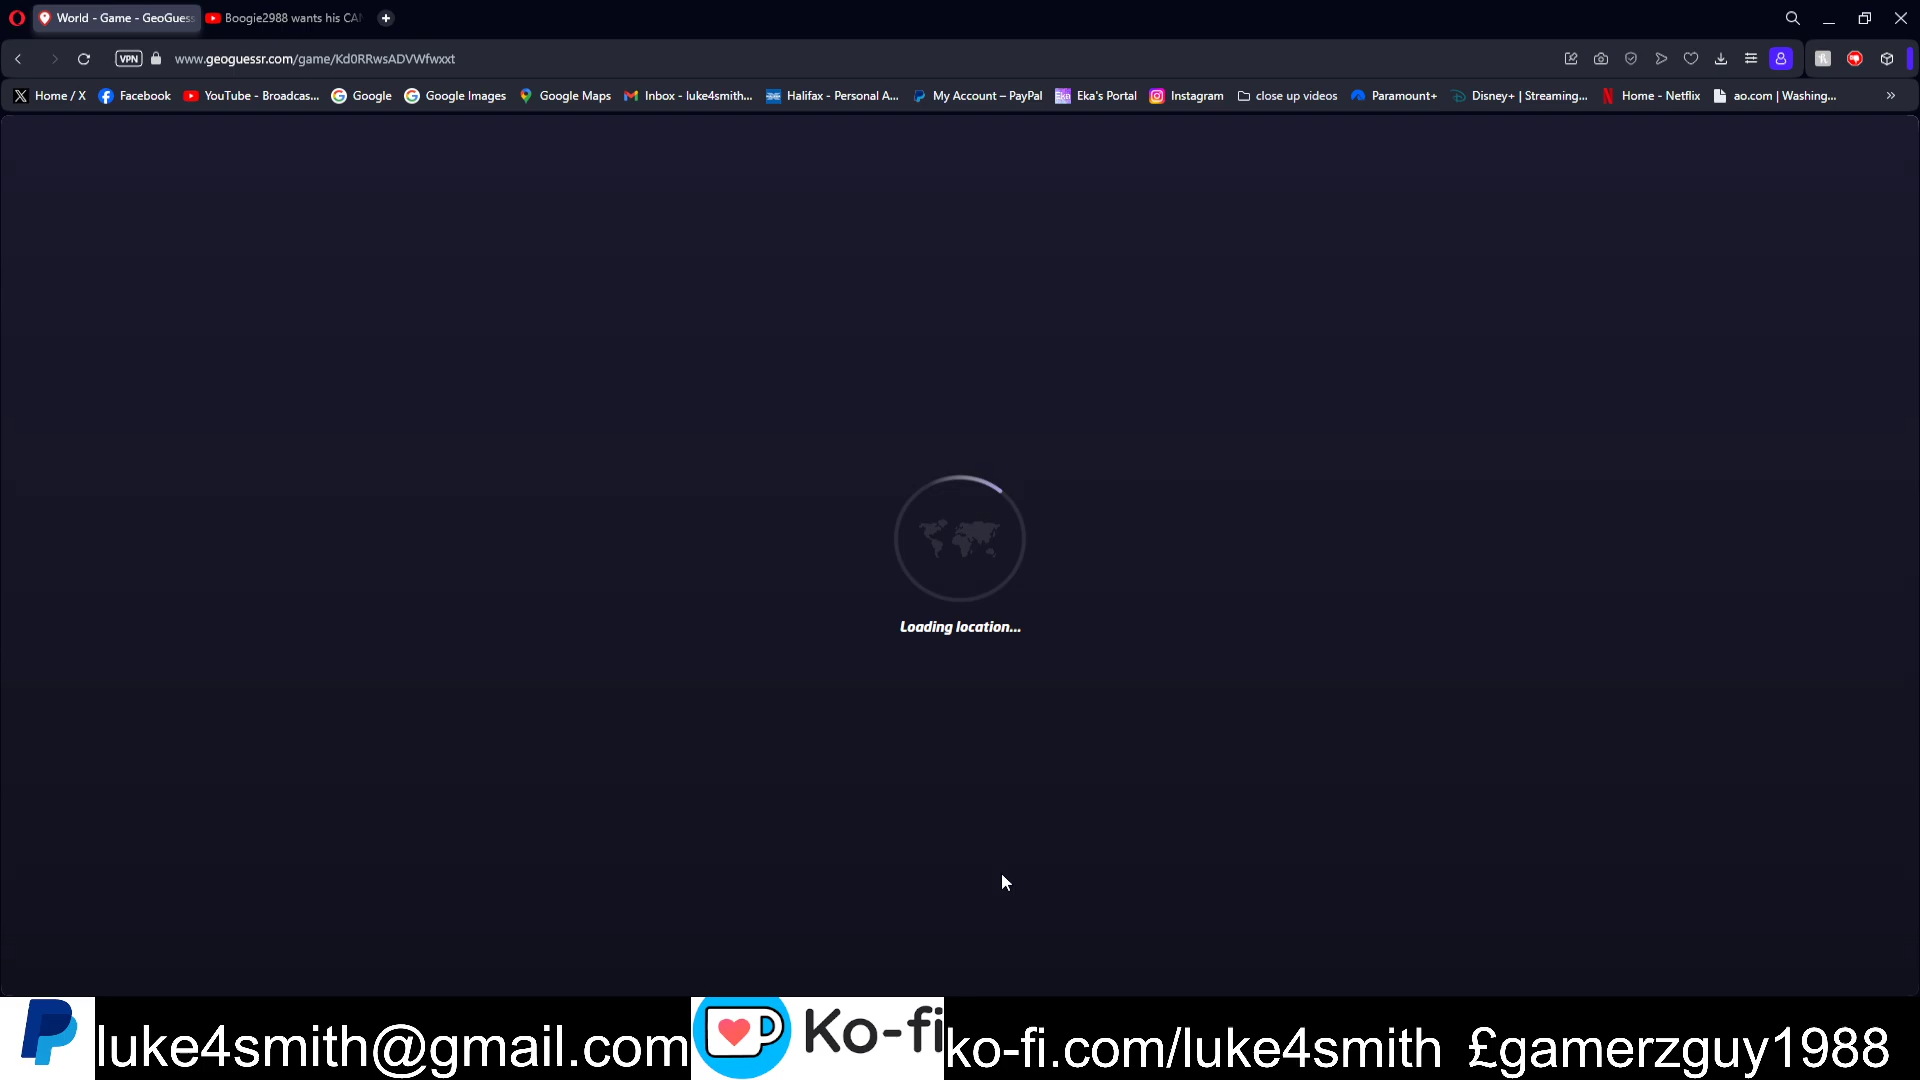 World - Game - GeoGuess
Boogie2988 wants his CA
VPN
www.geoguessr.com/game/Kd0RRwsADVWfwxxt
Home / X
Facebook
YouTube - Broadcas...
Google
Google Images
Google Maps
Inbox - luke4smith...
Halifax - Personal A...
My Account – PayPal
Eka's Portal
Instagram
close up videos
Paramount+
Disney+ | Streaming...
Home - Netflix
ao.com | Washing...
Loading location...
luke4smith@gmail.com
Ko-fi
ko-fi.com/luke4smith £gamerzguy1988